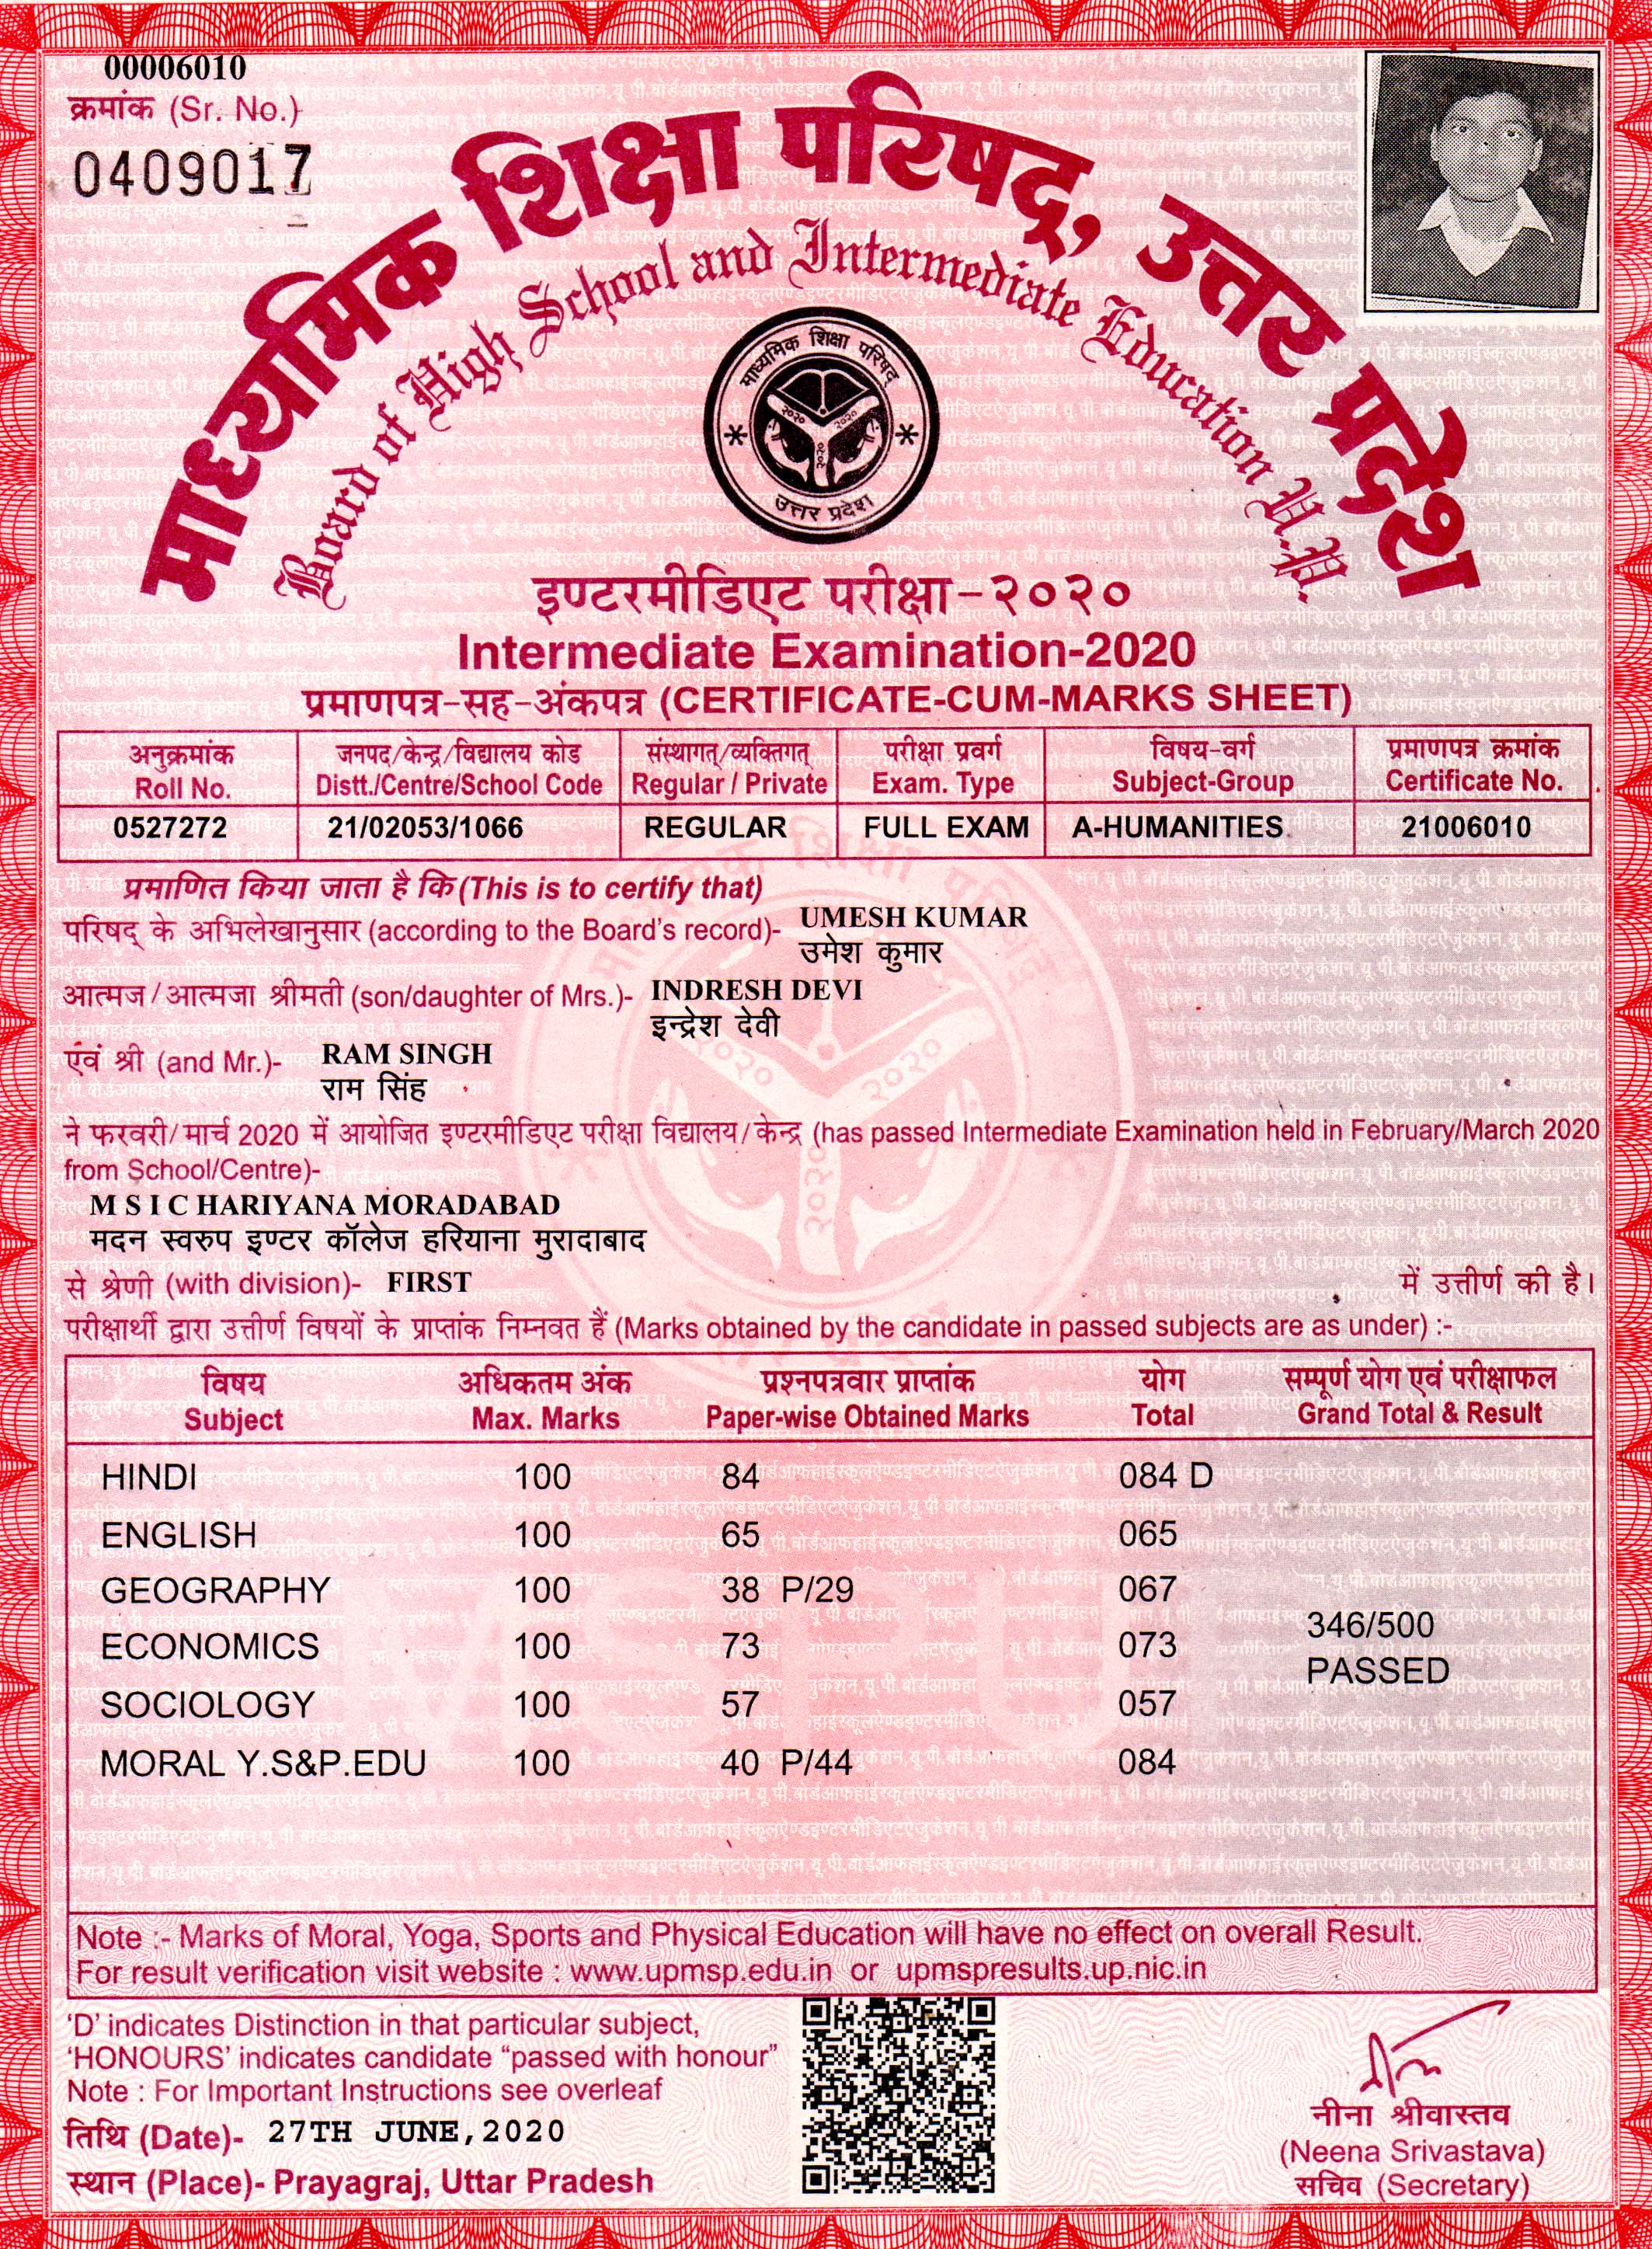 00006010
क्रमांक (Sr. No.)
0409017
माध्यमिक शिक्षा परिषद्, उत्तर प्रदेश
Board of High School and Intermediate Education U.P.
माध्यमिक शिक्षा परिषद्
२०२० २०२०
२०२०
उत्तर प्रदेश
इण्टरमीडिएट परीक्षा-२०२०
Intermediate Examination-2020
प्रमाणपत्र-सह-अंकपत्र (CERTIFICATE-CUM-MARKS SHEET)
अनुक्रमांक जनपद/केन्द्र/विद्यालय कोड संस्थागत्/व्यक्तिगत् परीक्षा प्रवर्ग विषय-वर्ग प्रमाणपत्र क्रमांक
Roll No. Distt./Centre/School Code Regular / Private Exam. Type Subject-Group Certificate No.
0527272 21/02053/1066 REGULAR FULL EXAM A-HUMANITIES 21006010
प्रमाणित किया जाता है कि (This is to certify that)
परिषद् के अभिलेखानुसार (according to the Board's record)- UMESH KUMAR
उमेश कुमार
आत्मज/आत्मजा श्रीमती (son/daughter of Mrs.)- INDRESH DEVI
इन्द्रेश देवी
एवं श्री (and Mr.)- RAM SINGH
राम सिंह
ने फरवरी/मार्च 2020 में आयोजित इण्टरमीडिएट परीक्षा विद्यालय/केन्द्र (has passed Intermediate Examination held in February/March 2020
from School/Centre)-
M S I C HARIYANA MORADABAD
मदन स्वरुप इण्टर कॉलेज हरियाना मुरादाबाद
से श्रेणी (with division)- FIRST में उत्तीर्ण की है।
परीक्षार्थी द्वारा उत्तीर्ण विषयों के प्राप्तांक निम्नवत हैं (Marks obtained by the candidate in passed subjects are as under) :-
विषय अधिकतम अंक प्रश्नपत्रवार प्राप्तांक योग सम्पूर्ण योग एवं परीक्षाफल
Subject Max. Marks Paper-wise Obtained Marks Total Grand Total & Result
HINDI 100 84 084 D
ENGLISH 100 65 065
GEOGRAPHY 100 38 P/29 067
346/500
ECONOMICS 100 73 073
PASSED
SOCIOLOGY 100 57 057
MORAL Y.S&P.EDU 100 40 P/44 084
Note :- Marks of Moral, Yoga, Sports and Physical Education will have no effect on overall Result.
For result verification visit website : www.upmsp.edu.in or upmspresults.up.nic.in
'D' indicates Distinction in that particular subject,
'HONOURS' indicates candidate "passed with honour"
Note : For Important Instructions see overleaf
तिथि (Date)- 27TH JUNE,2020
स्थान (Place)- Prayagraj, Uttar Pradesh
नीना श्रीवास्तव
(Neena Srivastava)
सचिव (Secretary)